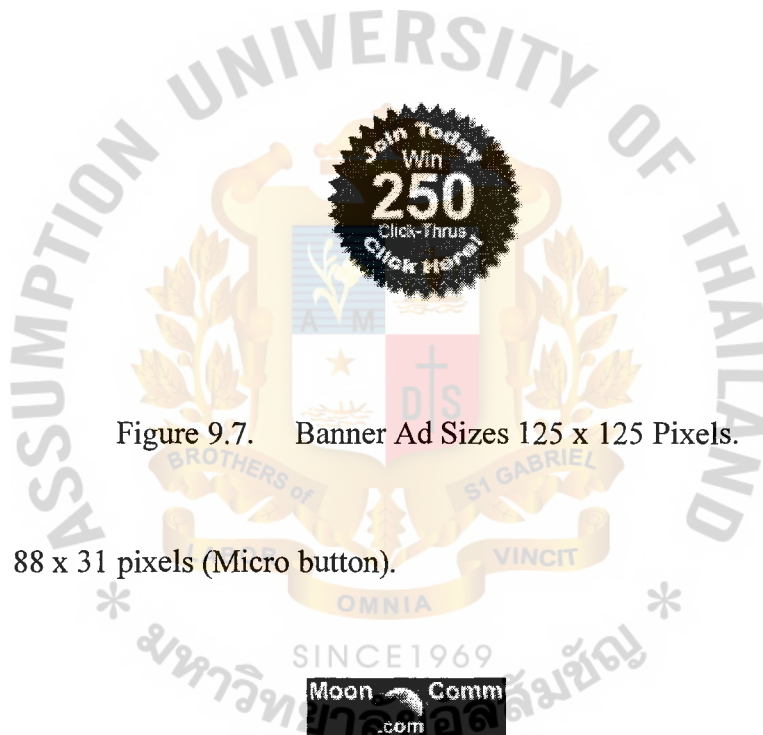 ASSUMPTION UNIVERSITY OF THAILAND
Join Today
Win
250
Click-Thrus
Click Here!
A M
D S
Figure 9.7. Banner Ad Sizes 125 x 125 Pixels.
BROTHERS of ST GABRIEL
88 x 31 pixels (Micro button).
LABOR
VINCIT
OMNIA
SINCE1969
Moon Comm
.com